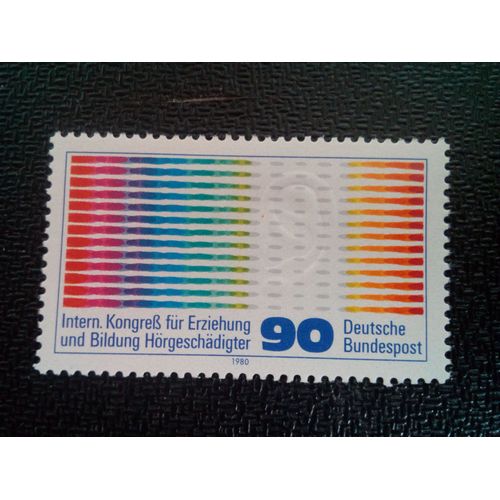 Intern. Kongreß für Erziehung
und Bildung Hörgeschädigter
1980
90
Deutsche
Bundespost